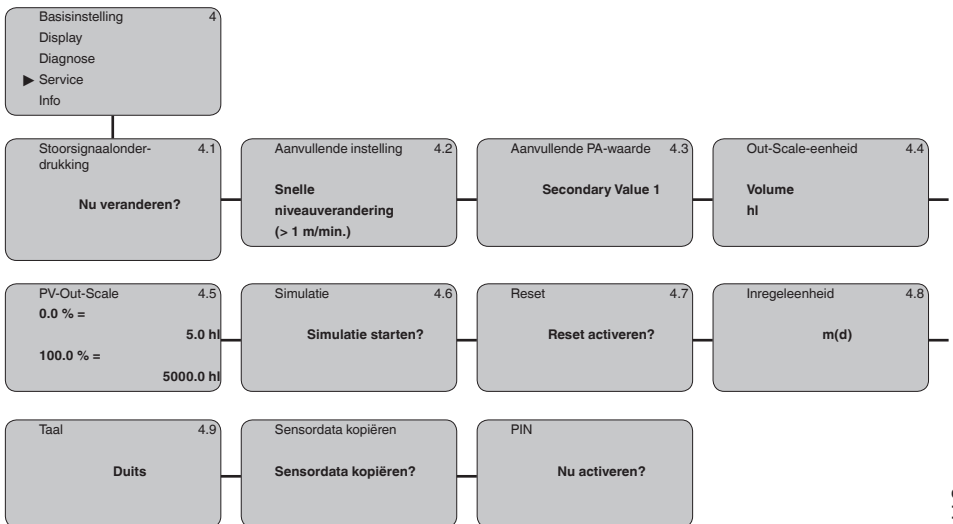 Basisinstelling 4
Display
Diagnose
▶ Service
Info
Stoorsignaalonder- 4.1
drukking
Nu veranderen?
Aanvullende instelling 4.2
Snelle
niveauverandering
(> 1 m/min.)
Aanvullende PA-waarde 4.3
Secondary Value 1
Out-Scale-eenheid 4.4
Volume
hl
PV-Out-Scale 4.5
0.0 % =
5.0 hl
100.0 % =
5000.0 hl
Simulatie 4.6
Simulatie starten?
Reset 4.7
Reset activeren?
Inregeleenheid 4.8
m(d)
Taal 4.9
Duits
Sensordata kopiëren
Sensordata kopiëren?
PIN
Nu activeren?